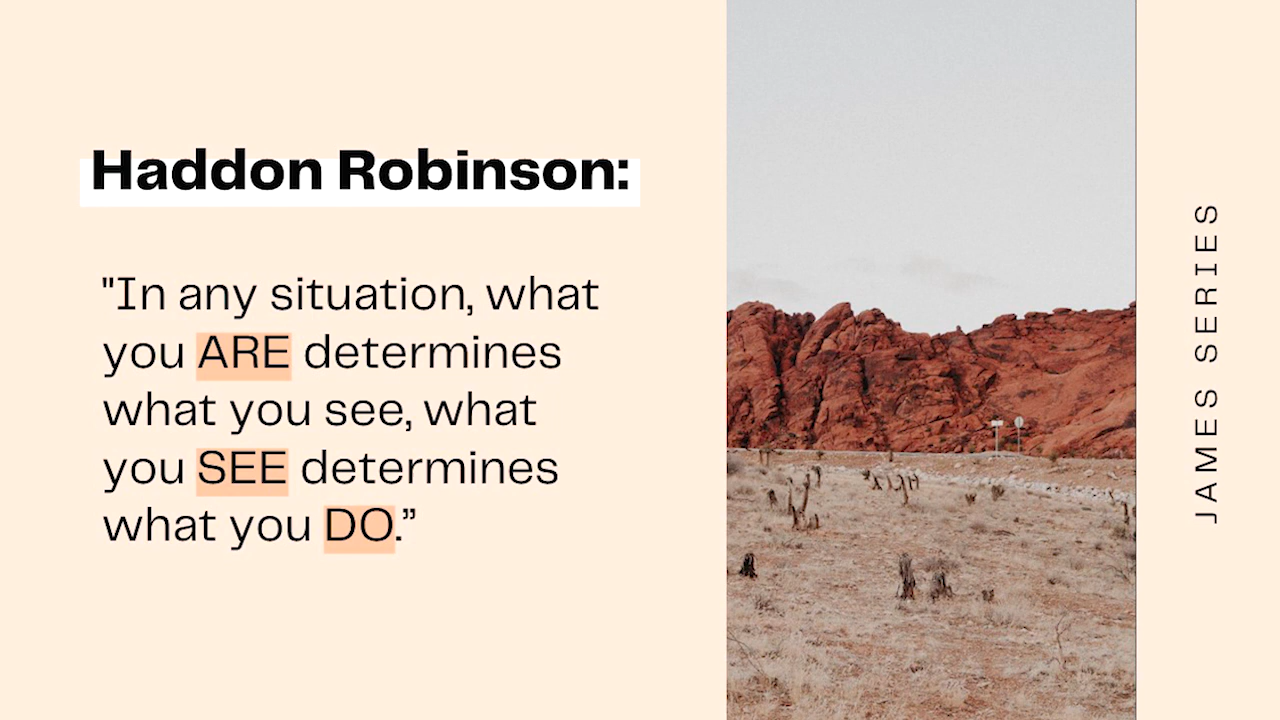 Haddon Robinson:
"In any situation, what
you ARE determines
what you see, what
you SEE determines
what you DO.”
JAMES SERIES